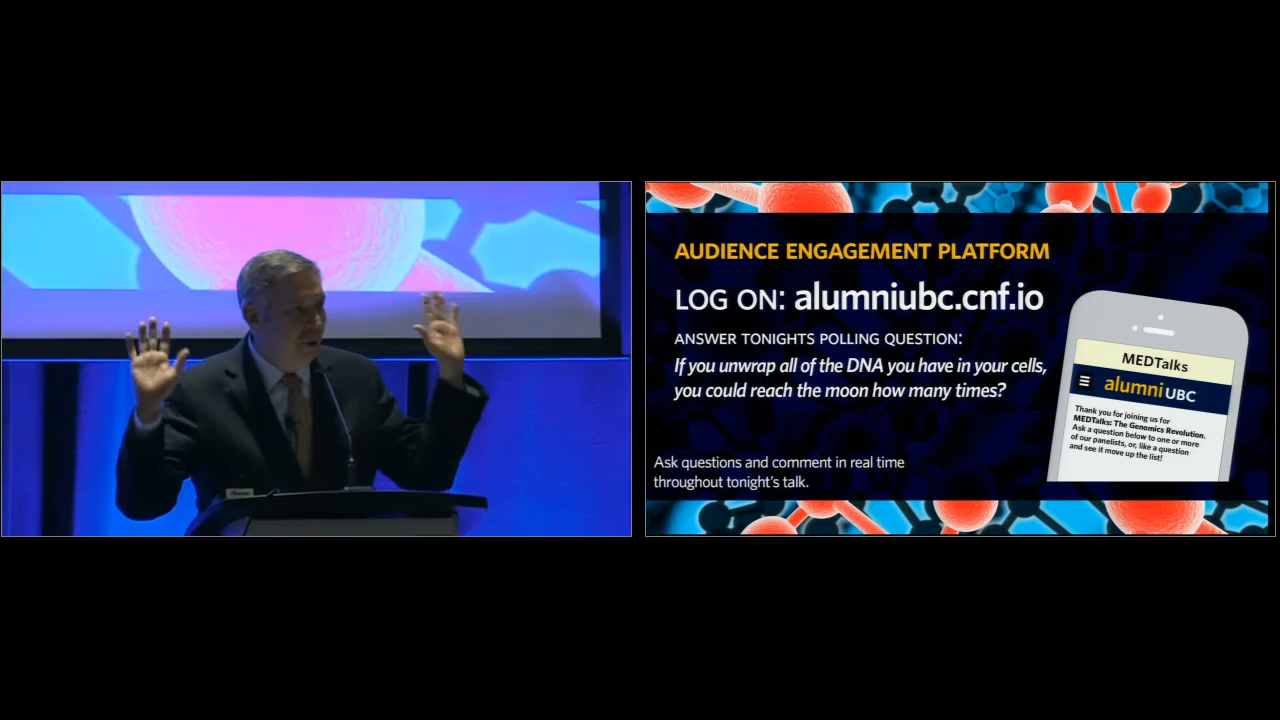 AUDIENCE ENGAGEMENT PLATFORM
LOG ON: alumniubc.cnf.io
ANSWER TONIGHTS POLLING QUESTION:
If you unwrap all of the DNA you have in your cells,
you could reach the moon how many times?
Ask questions and comment in real time
throughout tonight's talk.
MEDTalks
alumni UBC
Thank you for joining us for
MEDTalks: The Genomics Revolution.
Ask a question below to one or more
of our panelists, or, like a question
and see it move up the list!